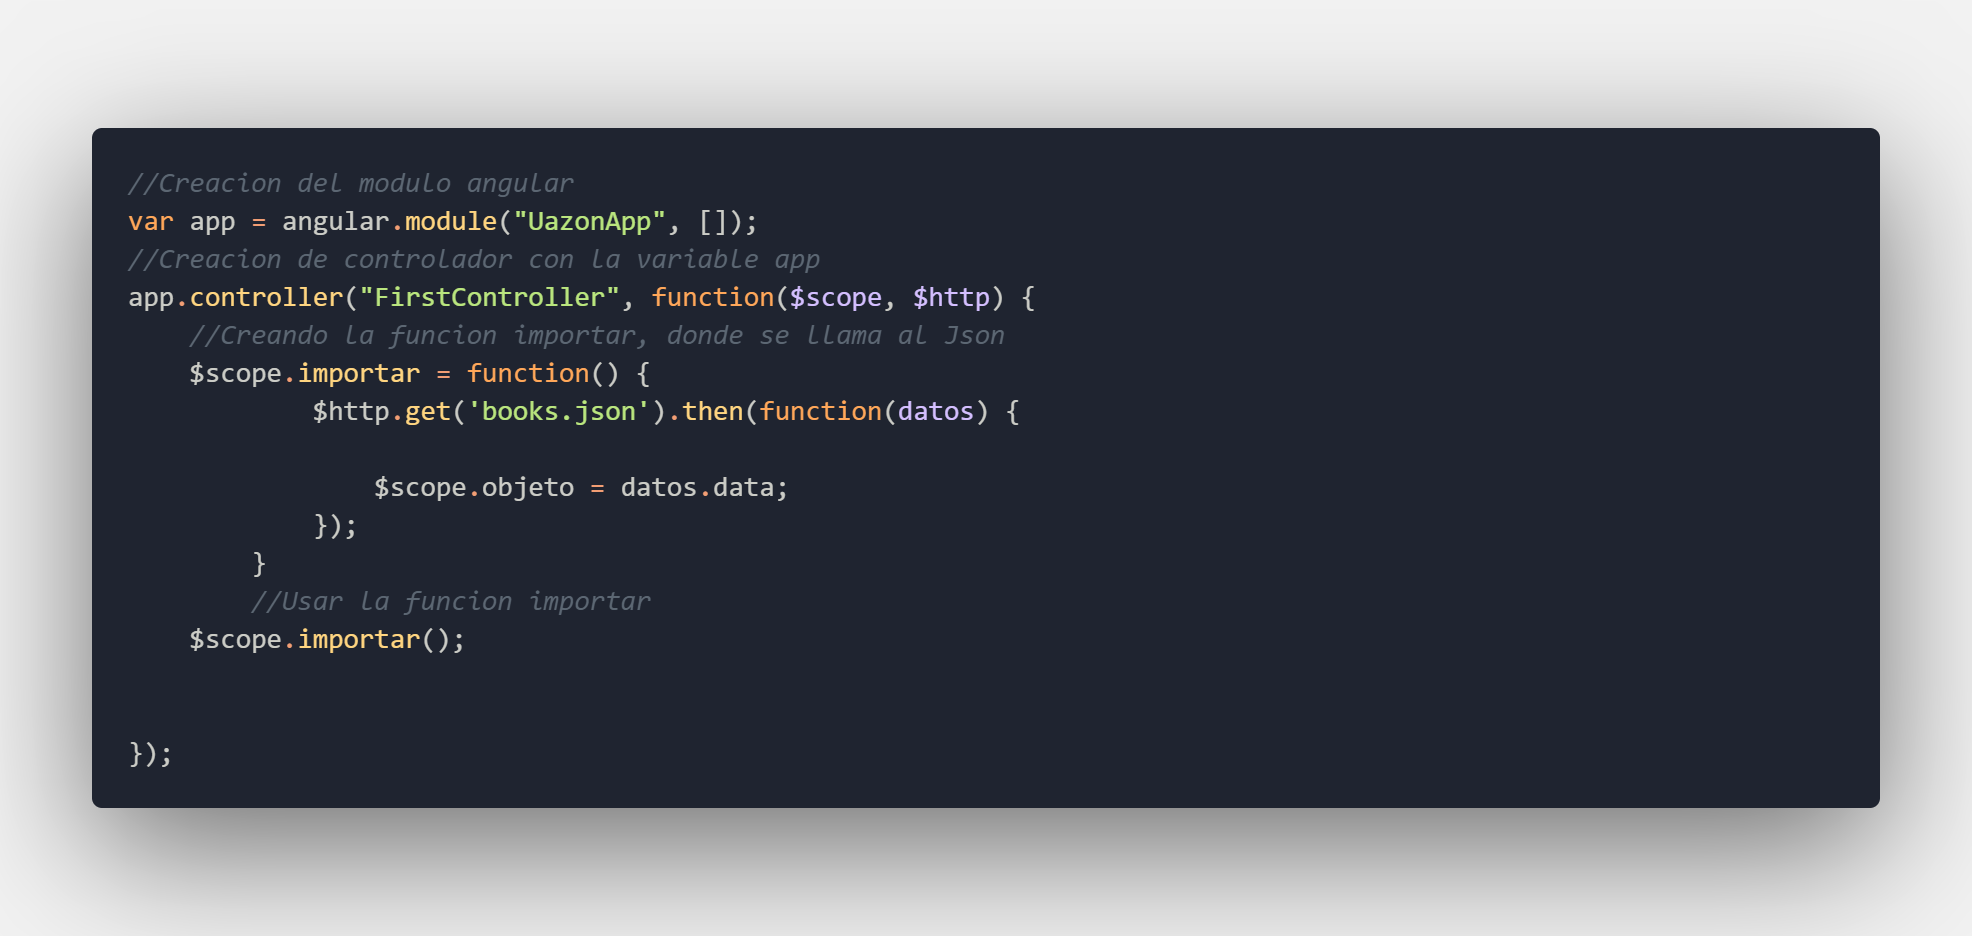 //Creacion del modulo angular
var app = angular.module("UazonApp", []);
//Creacion de controlador con la variable app
app.controller("FirstController", function($scope, $http) {
    //Creando la funcion importar, donde se llama al Json
    $scope.importar = function() {
            $http.get('books.json').then(function(datos) {

                $scope.objeto = datos.data;
            });
        }
        //Usar la funcion importar
    $scope.importar();


});